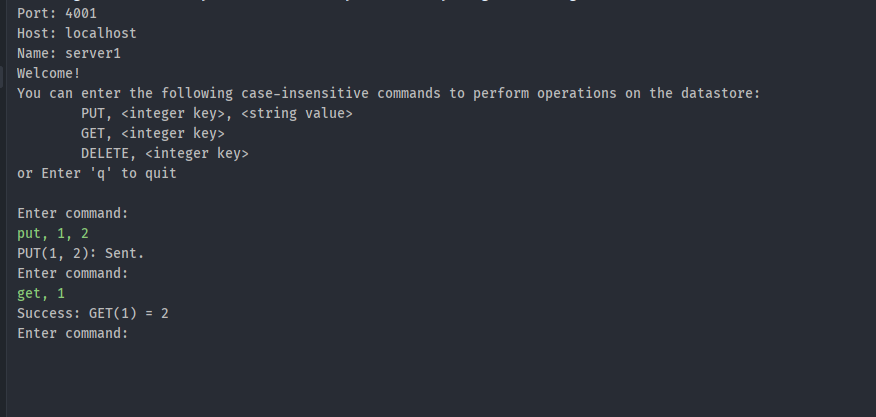 Port: 4001
Host: localhost
Name: server1
Welcome!
You can enter the following case-insensitive commands to perform operations on the datastore:
PUT, <integer key>, <string value>
GET, <integer key>
DELETE, <integer key>
or Enter 'q' to quit
Enter command:
put, 1, 2
PUT(1, 2): Sent.
Enter command:
get, 1
Success: GET(1) = 2
Enter command: